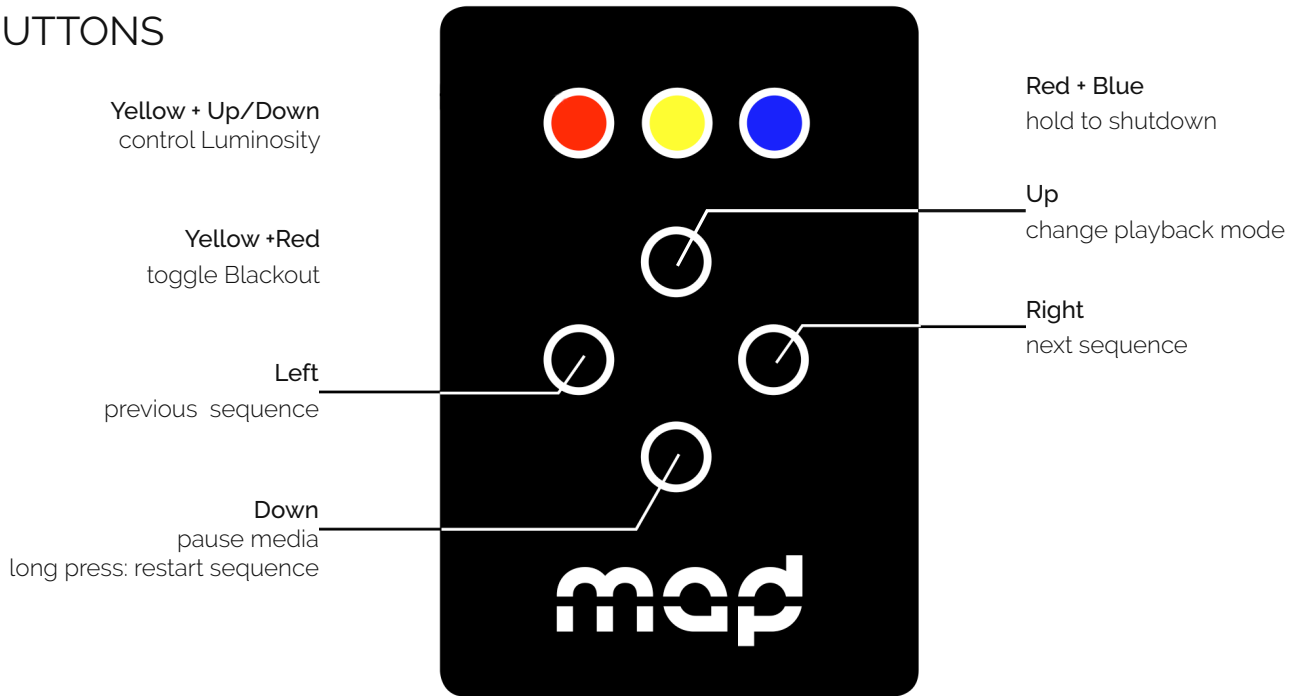 UTTONS
Yellow + Up/Down
control Luminosity
Yellow +Red
toggle Blackout
Left
previous  sequence
Down
pause media
long press: restart sequence
Red + Blue
hold to shutdown
Up
change playback mode
Right
next sequence
map